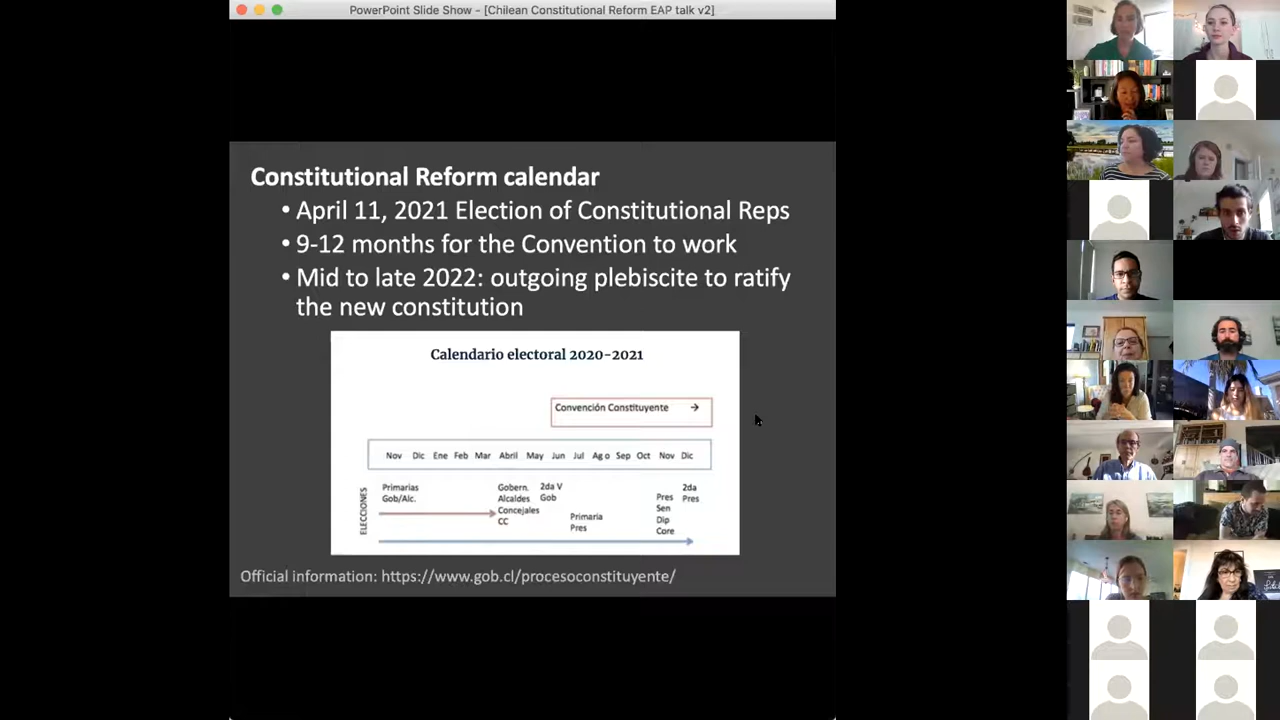 PowerPoint Slide Show - [Chilean Constitutional Reform EAP talk v2]
Constitutional Reform calendar
• April 11, 2021 Election of Constitutional Reps
• 9-12 months for the Convention to work
• Mid to late 2022: outgoing plebiscite to ratify
the new constitution
Calendario electoral 2020-2021
Convención Constituyente →
Nov Dic Ene Feb Mar Abril May Jun Jul Ago Sep Oct Nov Dic
ELECCIONES
Primarias
Gob/Alc.
Gobern.
Alcaldes
Concejales
CC
2da V
Gob
Primaria
Pres
Pres
Sen
Dip
Core
2da
Pres
Official information: https://www.gob.cl/procesoconstituyente/